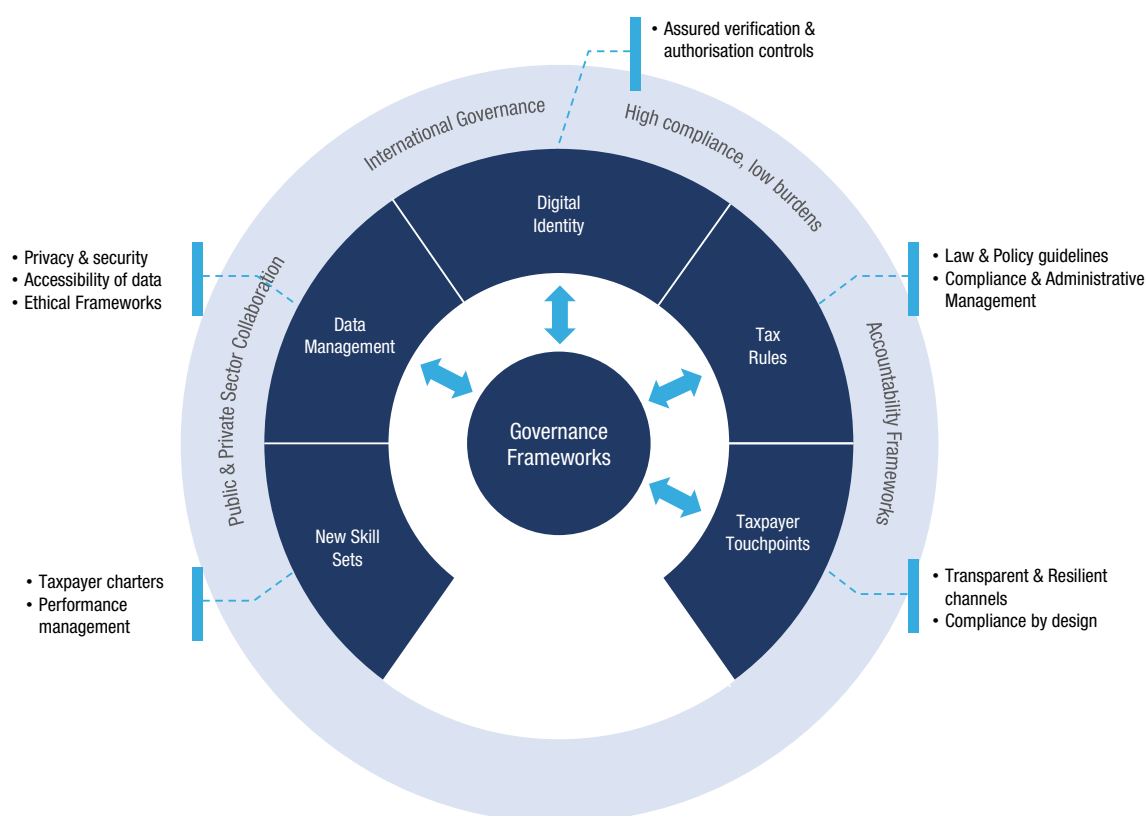 • Assured verification &
authorisation controls
International Governance
High compliance, low burdens
Digital
Identity
• Privacy & security
• Accessibility of data
• Ethical Frameworks
• Law & Policy guidelines
• Compliance & Administrative
Management
Public & Private Sector Collaboration
Data
Management
Tax
Rules
Accountability Frameworks
Governance
Frameworks
New Skill
Sets
Taxpayer
Touchpoints
• Taxpayer charters
• Performance
management
• Transparent & Resilient
channels
• Compliance by design